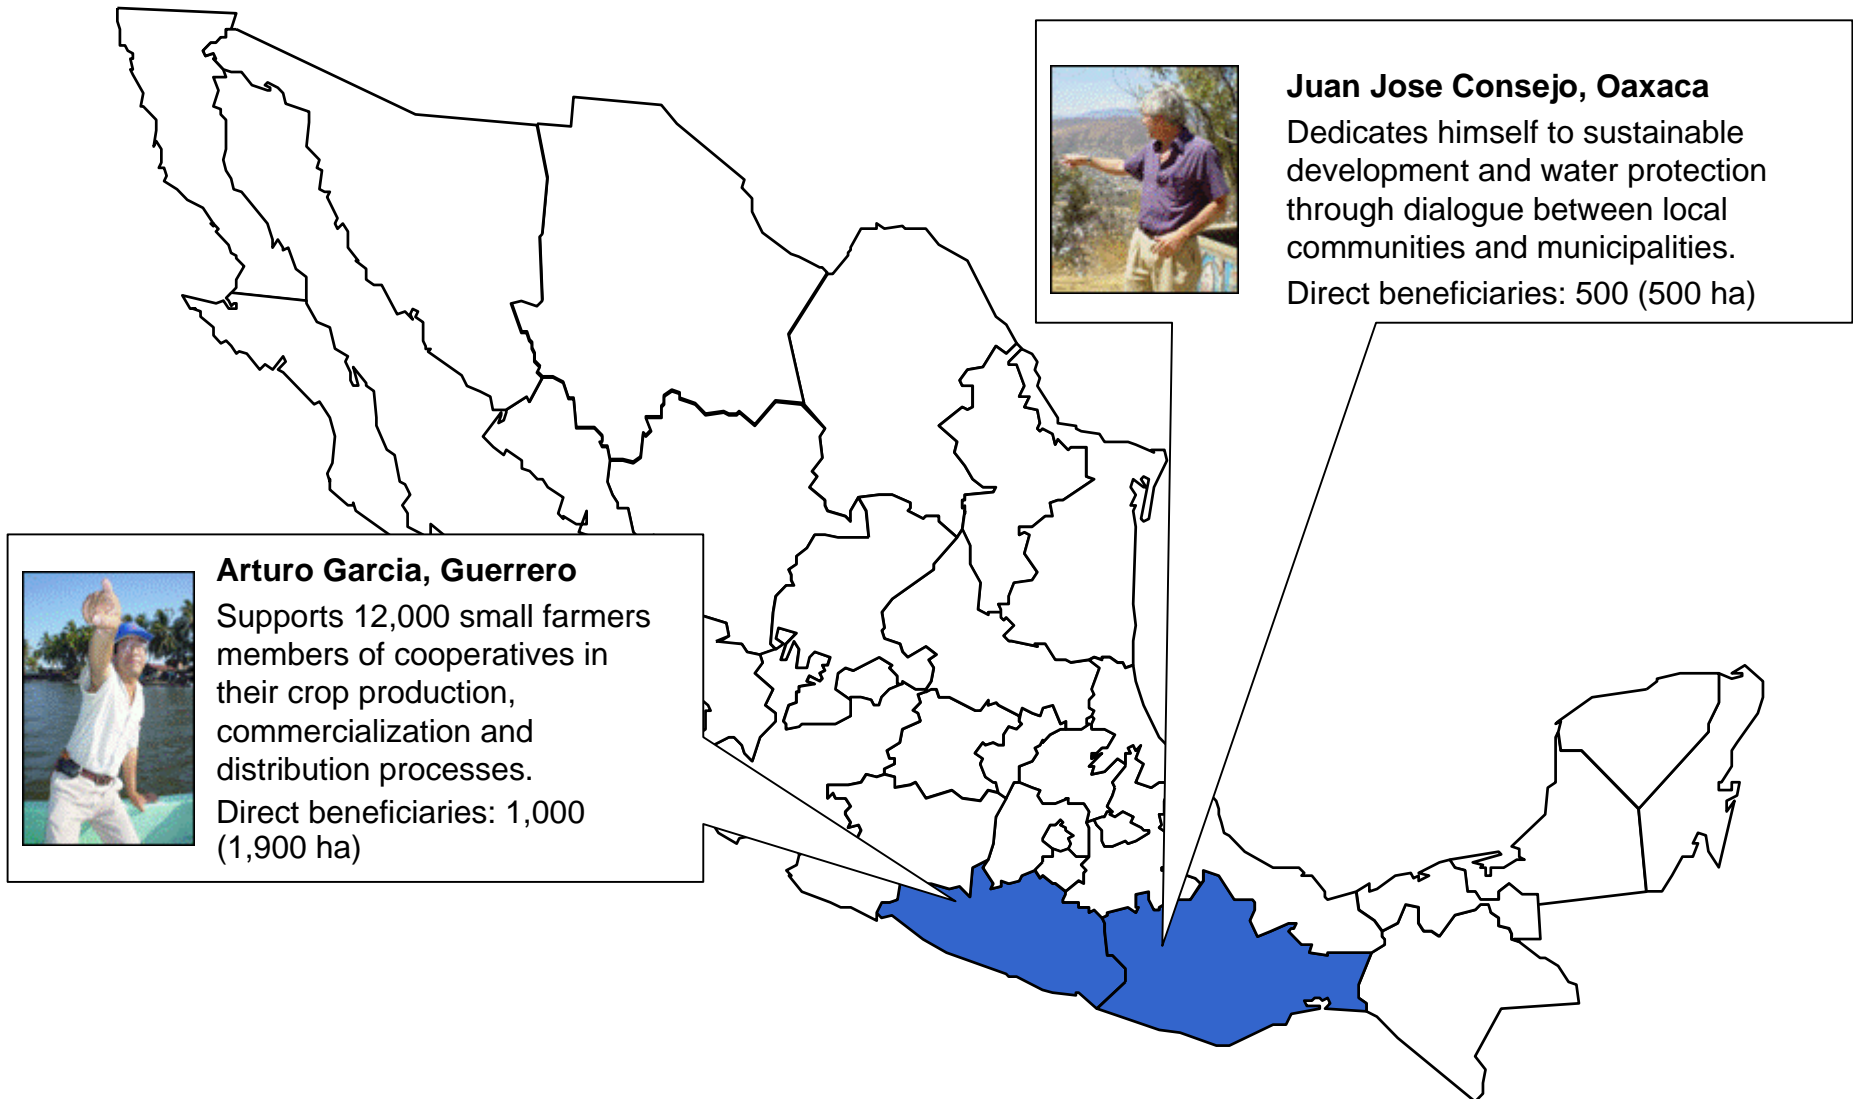 Juan Jose Consejo, Oaxaca
Dedicates himself to sustainable
development and water protection
through dialogue between local
communities and municipalities.
Direct beneficiaries: 500 (500 ha)
Arturo Garcia, Guerrero
Supports 12,000 small farmers
members of cooperatives in
their crop production,
commercialization and
distribution processes.
Direct beneficiaries: 1,000
(1,900 ha)